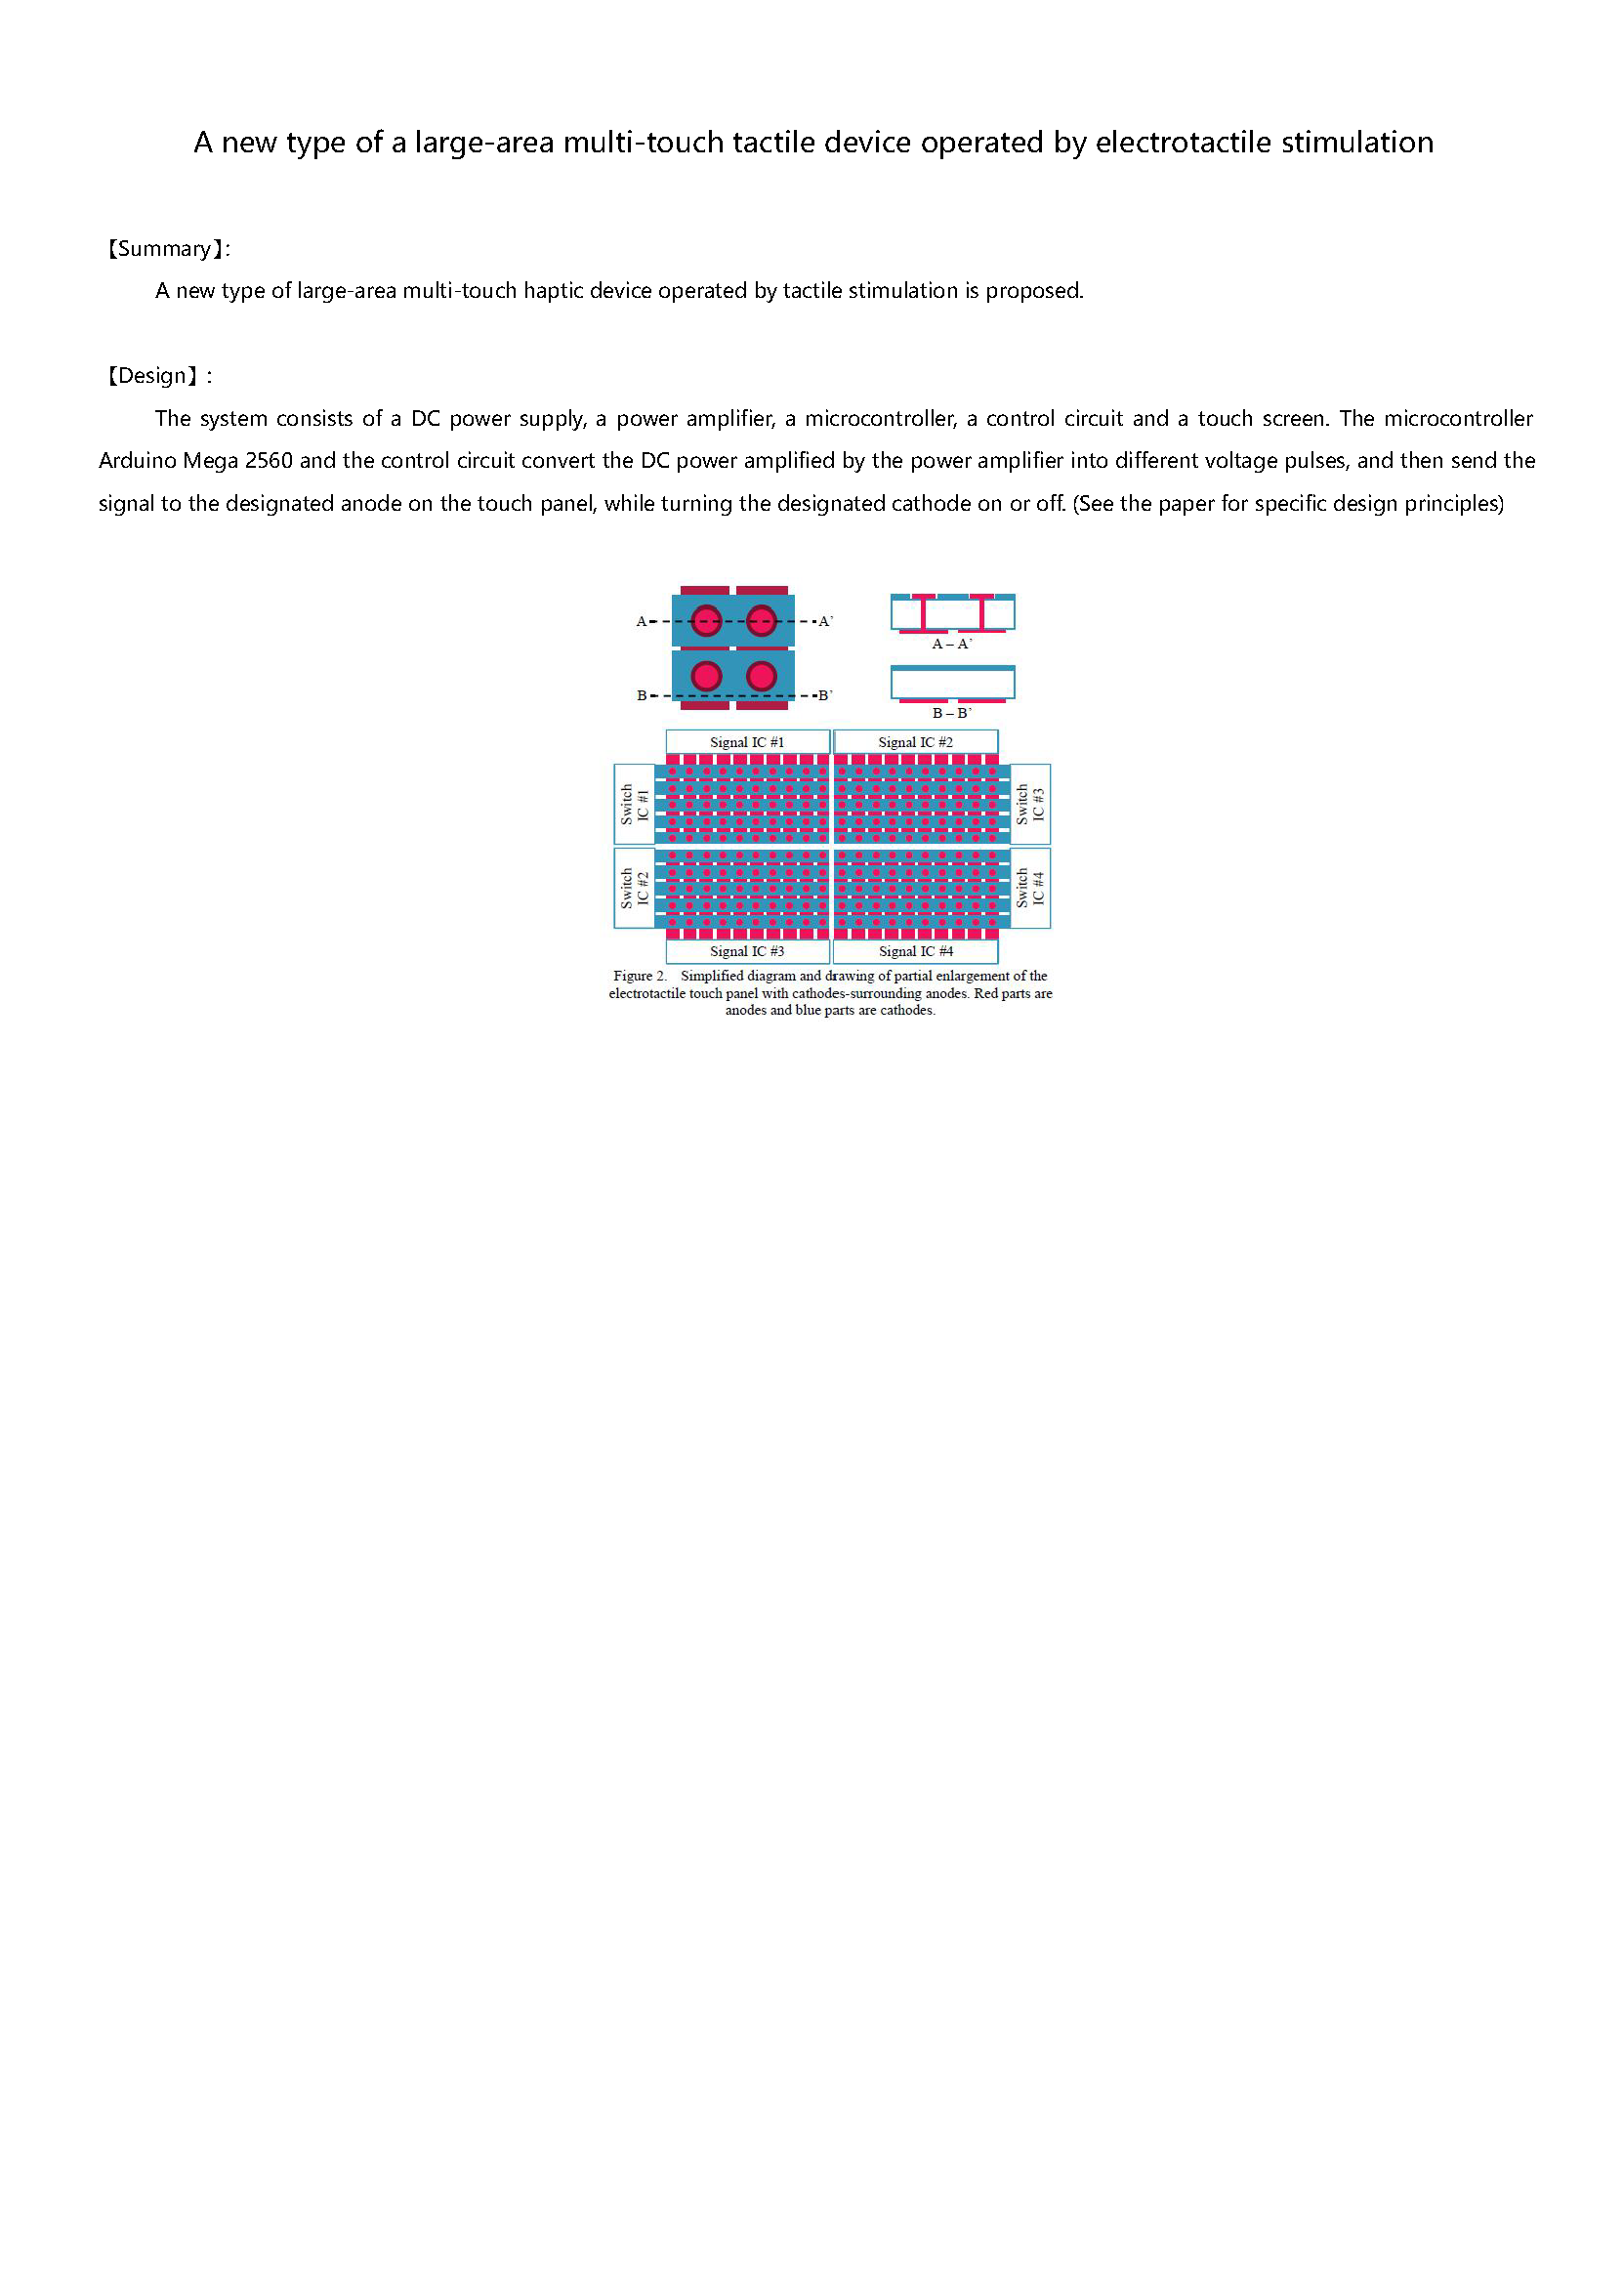 A new type of a large-area multi-touch tactile device operated by electrotactile stimulation
【Summary】:
A new type of large-area multi-touch haptic device operated by tactile stimulation is proposed.
【Design】:
The system consists of a DC power supply, a power amplifier, a microcontroller, a control circuit and a touch screen. The microcontroller
Arduino Mega 2560 and the control circuit convert the DC power amplified by the power amplifier into different voltage pulses, and then send the
signal to the designated anode on the touch panel, while turning the designated cathode on or off. (See the paper for specific design principles)
A A'
A – A'
B B'
B – B'
Signal IC #1 Signal IC #2
Switch
IC #1
Switch
IC #3
Switch
IC #2
Switch
IC #4
Signal IC #3 Signal IC #4
Figure 2. Simplified diagram and drawing of partial enlargement of the
electrotactile touch panel with cathodes-surrounding anodes. Red parts are
anodes and blue parts are cathodes.